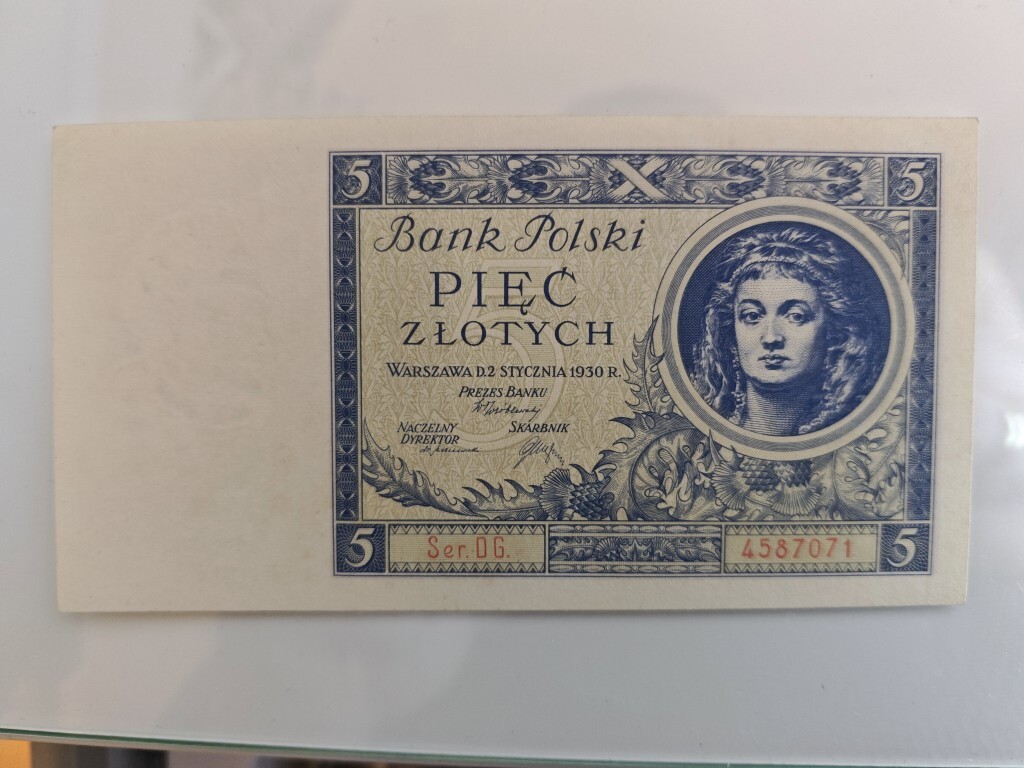 5 5
Bank Polski
PIĘĆ
ZŁOTYCH
WARSZAWA D.2 STYCZNIA 1930 R.
PREZES BANKU
NACZELNY SKARBNIK
DYREKTOR
5 Ser. DG. 4587071 5